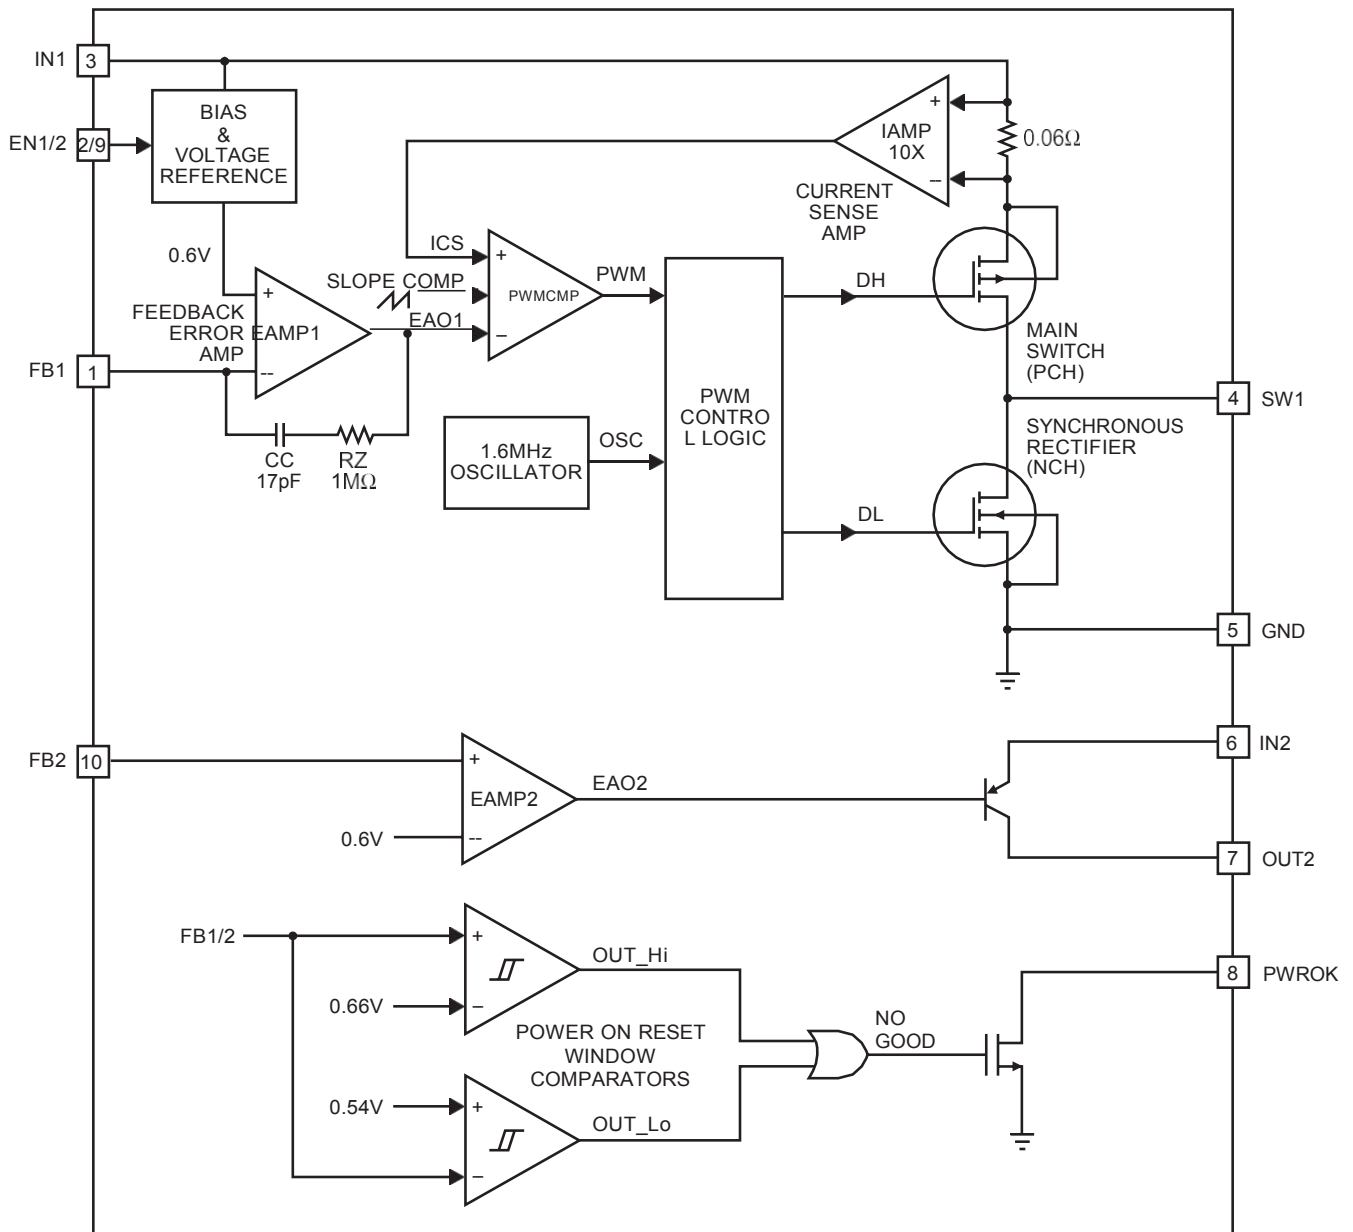 IN1
3
BIAS
&
VOLTAGE
REFERENCE
EN1/2
2/9
+
IAMP
10X
--
0.06Ω
CURRENT
SENSE
AMP
0.6V
ICS
+
SLOPE COMP
PWMCMP
PWM
EAO1
–
DH
+
FEEDBACK
ERROR EAMP1
AMP
--
FB1
1
MAIN
SWITCH
(PCH)
PWM
CONTRO
L LOGIC
4
SW1
CC
17pF
RZ
1MΩ
1.6MHz
OSCILLATOR
OSC
SYNCHRONOUS
RECTIFIER
(NCH)
DL
5
GND
FB2
10
+
EAMP2
EAO2
0.6V
--
6
IN2
7
OUT2
FB1/2
+
OUT_Hi
0.66V
–
8
PWROK
POWER ON RESET
WINDOW
COMPARATORS
NO
GOOD
0.54V
+
OUT_Lo
–